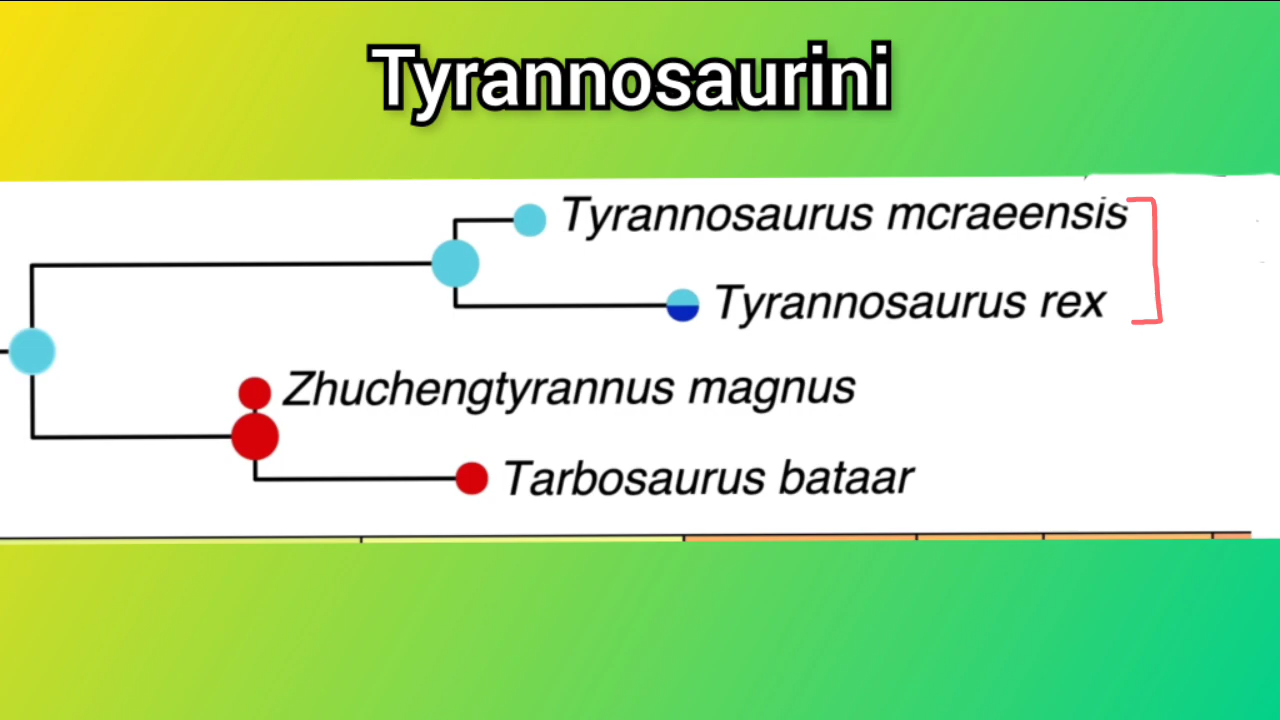 Tyrannosaurini
Tyrannosaurus mcraeensis
Tyrannosaurus rex
Zhuchengtyrannus magnus
Tarbosaurus bataar